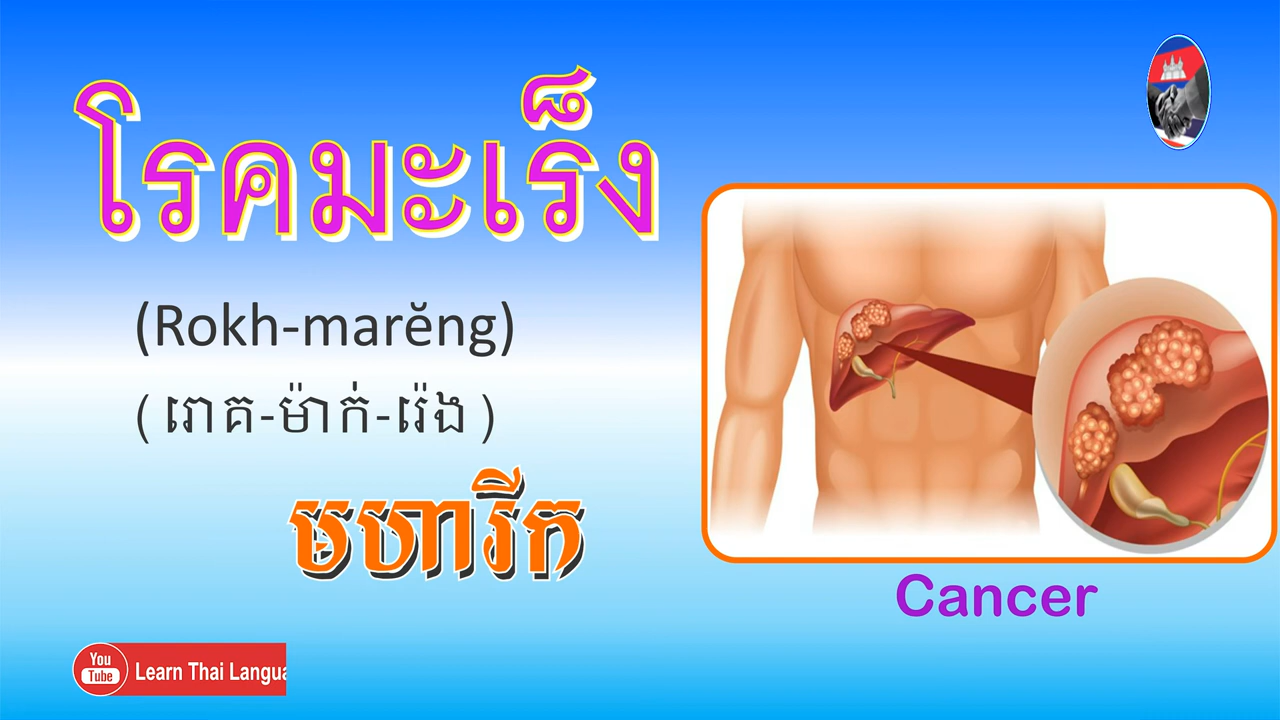 โรคมะเร็ง
(Rokh-marĕng)
( រោគ-ម៉ាក់-រ៉េង )
មហារីក
Cancer
You
Tube
Learn Thai Langua